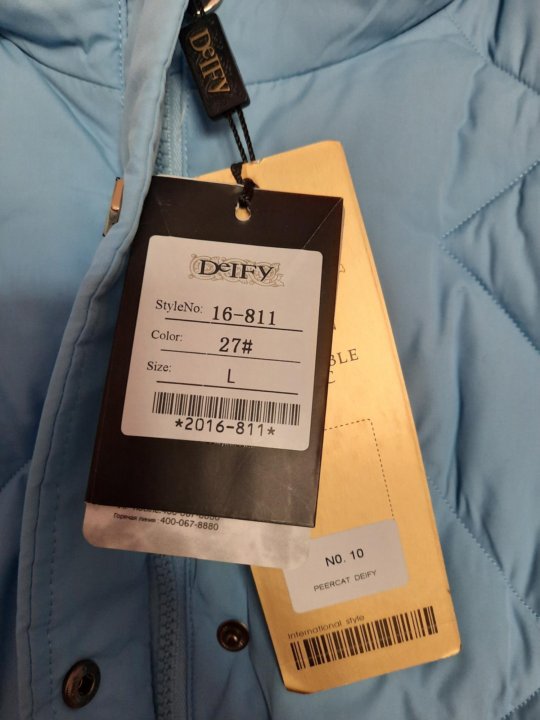 DEIFY
DEIFY
StyleNo: 16-811
Color: 27#
Size: L
*2016-811*
Горячая линия: 400-067-8880
NO. 10
PEERCAT DEIFY
International style